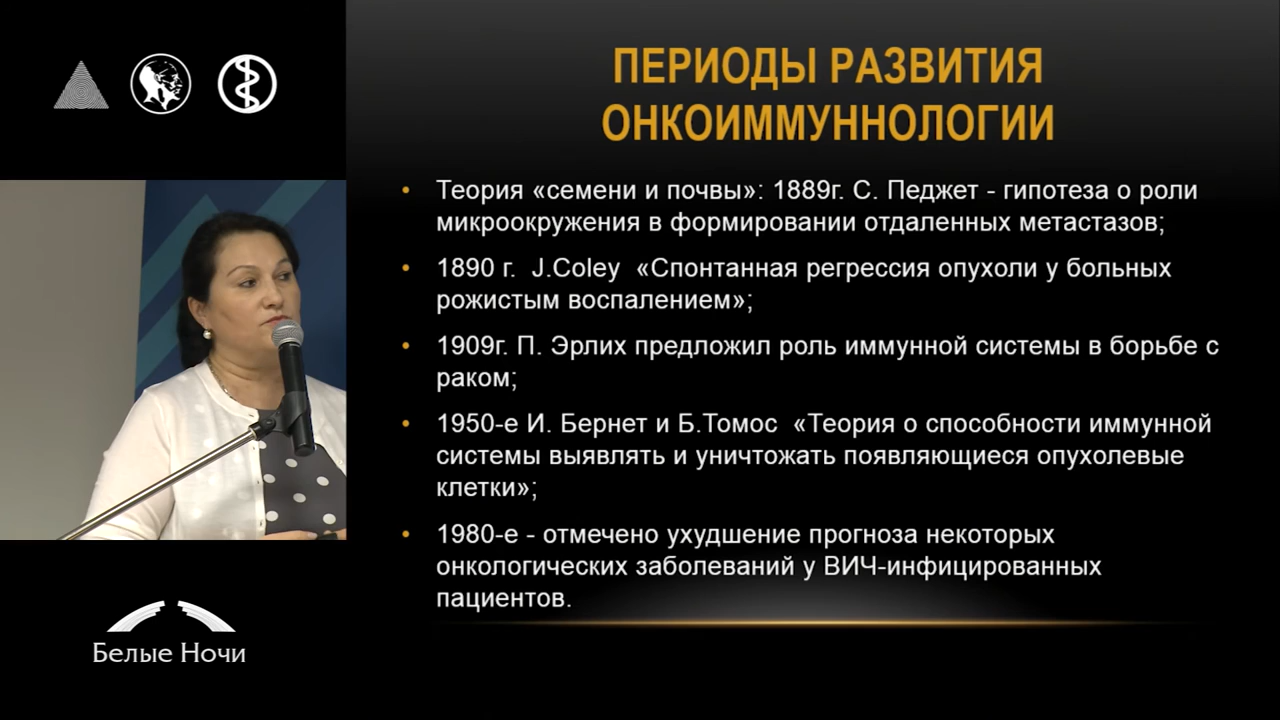 ПЕРИОДЫ РАЗВИТИЯ
ОНКОИММУННОЛОГИИ
• Теория «семени и почвы»: 1889г. С. Педжет - гипотеза о роли
микроокружения в формировании отдаленных метастазов;
• 1890 г. J.Coley «Спонтанная регрессия опухоли у больных
рожистым воспалением»;
• 1909г. П. Эрлих предложил роль иммунной системы в борьбе с
раком;
• 1950-е И. Бернет и Б.Томос «Теория о способности иммунной
системы выявлять и уничтожать появляющиеся опухолевые
клетки»;
• 1980-е - отмечено ухудшение прогноза некоторых
онкологических заболеваний у ВИЧ-инфицированных
пациентов.
Белые Ночи